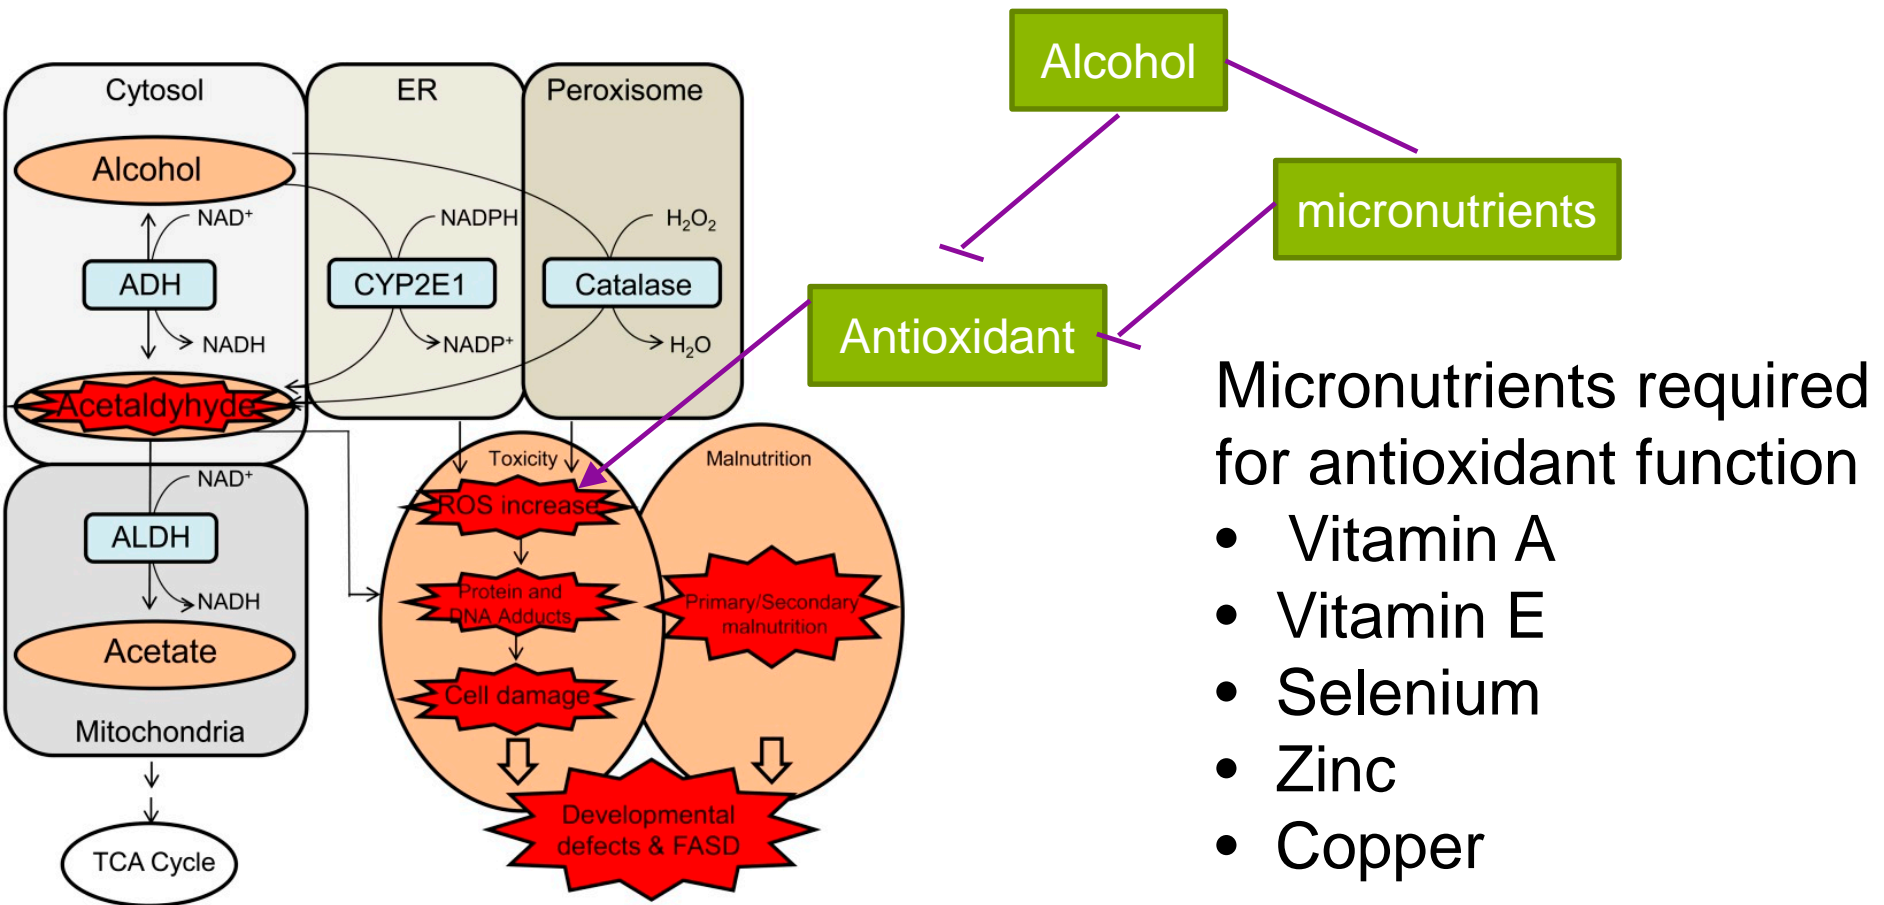 Cytosol
ER
Peroxisome
Alcohol
NAD⁺
NADPH
H₂O₂
ADH
CYP2E1
Catalase
NADH
NADP⁺
H₂O
Acetaldyhyde
NAD⁺
ALDH
NADH
Acetate
Mitochondria
TCA Cycle
Toxicity
ROS increase
Protein and
DNA Adducts
Cell damage
Malnutrition
Primary/Secondary
malnutrition
Developmental
defects & FASD
Alcohol
micronutrients
Antioxidant
Micronutrients required
for antioxidant function
• Vitamin A
• Vitamin E
• Selenium
• Zinc
• Copper